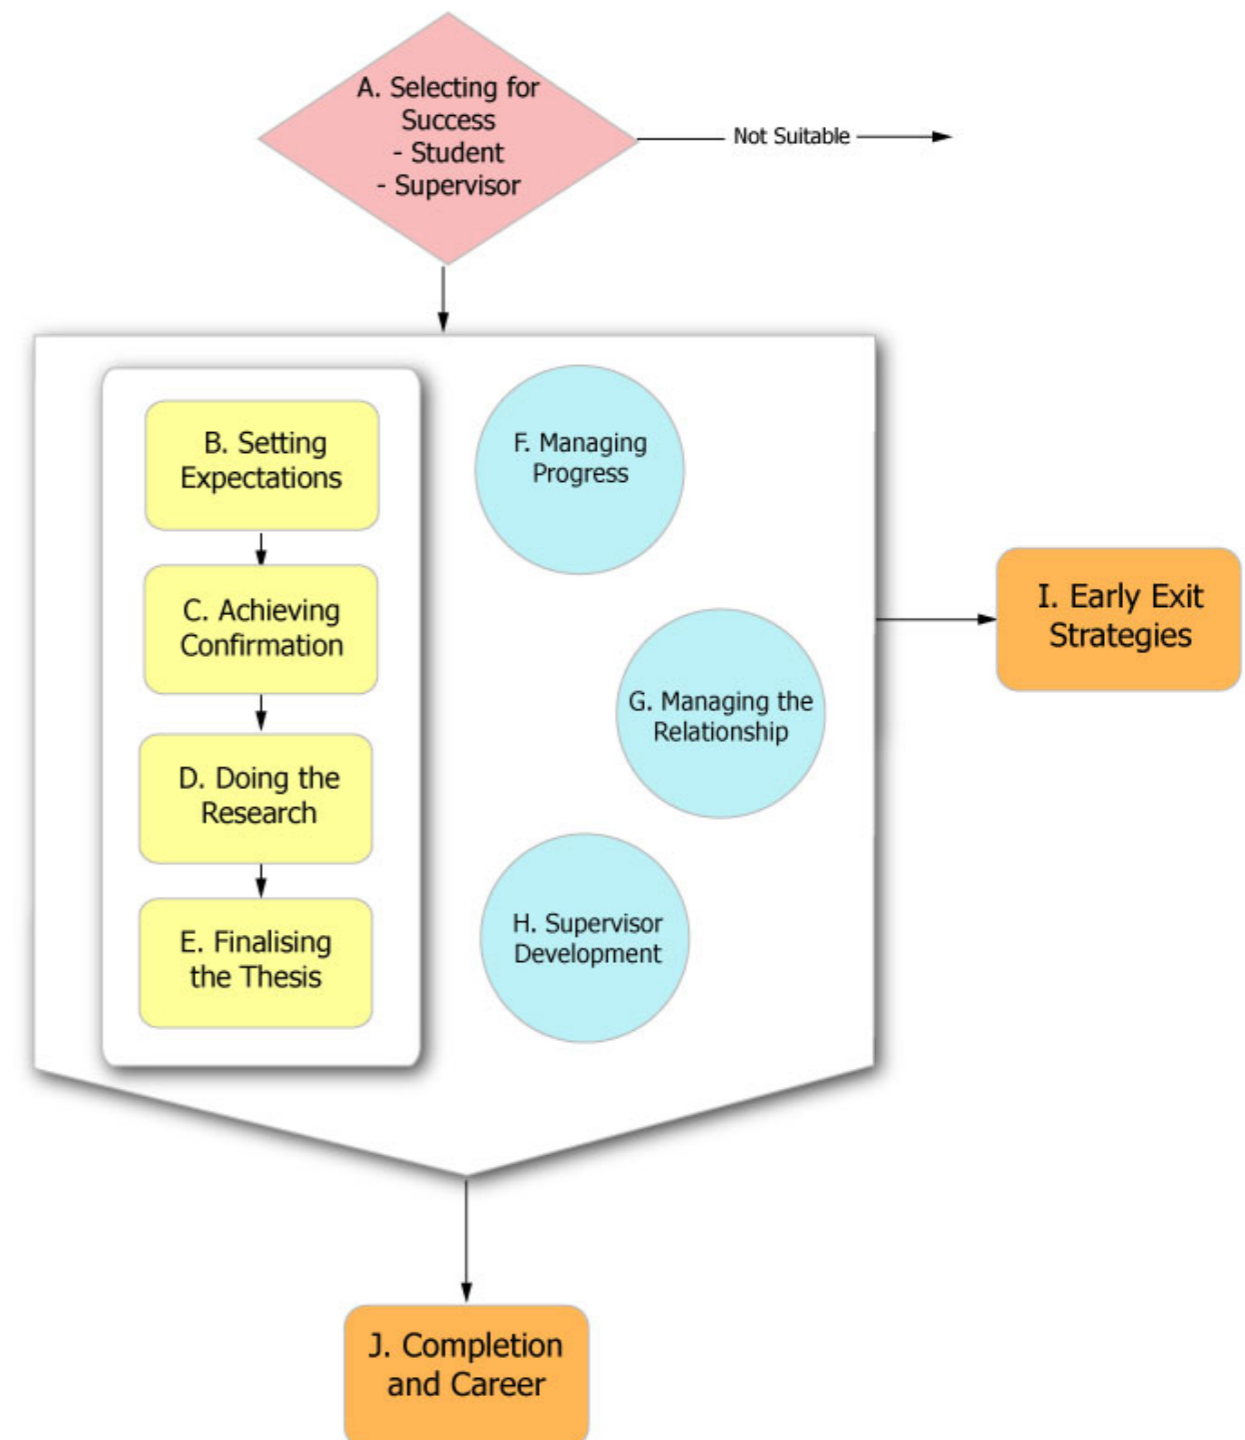 A. Selecting for
Success
- Student
- Supervisor
Not Suitable
B. Setting
Expectations
C. Achieving
Confirmation
D. Doing the
Research
E. Finalising
the Thesis
F. Managing
Progress
G. Managing the
Relationship
H. Supervisor
Development
I. Early Exit
Strategies
J. Completion
and Career